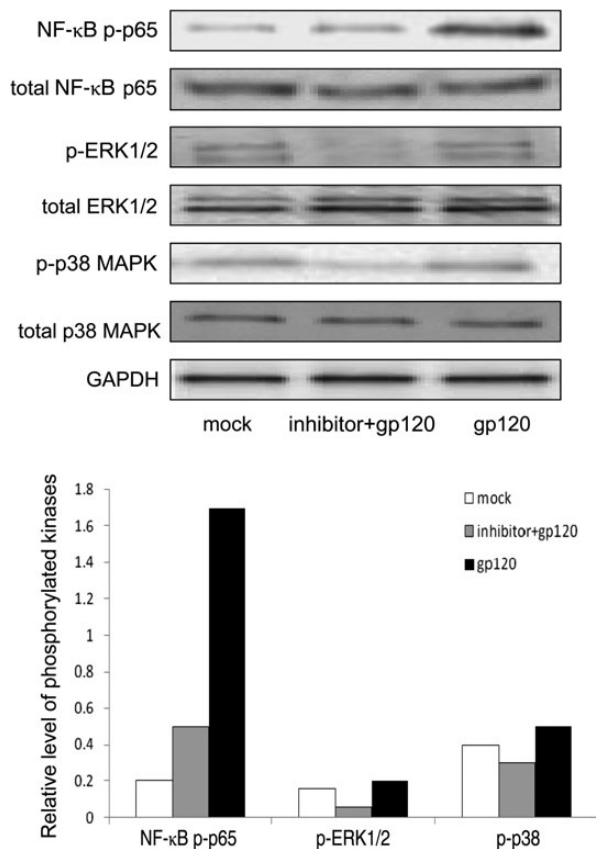 NF-κB p-p65
total NF-κB p65
p-ERK1/2
total ERK1/2
p-p38 MAPK
total p38 MAPK
GAPDH
mock inhibitor+gp120 gp120
Relative level of phosphorylated kinases
1.8
1.6
1.4
1.2
1
0.8
0.6
0.4
0.2
0
mock
inhibitor+gp120
gp120
NF-κB p-p65 p-ERK1/2 p-p38